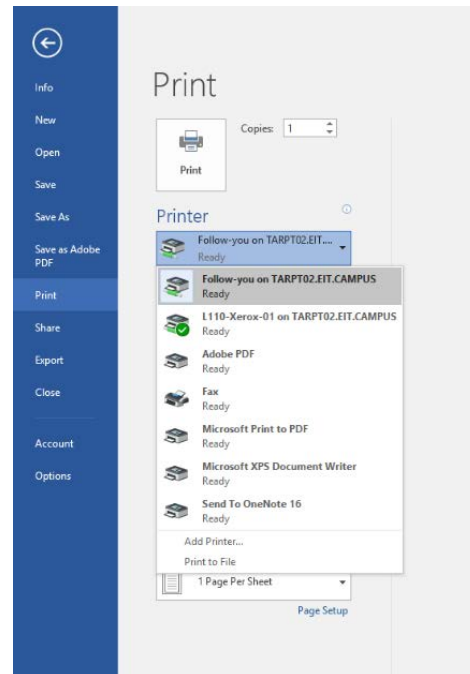 Info
New
Open
Save
Save As
Save as Adobe
PDF
Print
Share
Export
Close
Account
Options
Print
Copies: 1
Print
Printer
Follow-you on TARPT02.EIT....
Ready
Follow-you on TARPT02.EIT.CAMPUS
Ready
L110-Xerox-01 on TARPT02.EIT.CAMPUS
Ready
Adobe PDF
Ready
Fax
Ready
Microsoft Print to PDF
Ready
Microsoft XPS Document Writer
Ready
Send To OneNote 16
Ready
Add Printer...
Print to File
1 Page Per Sheet
Page Setup